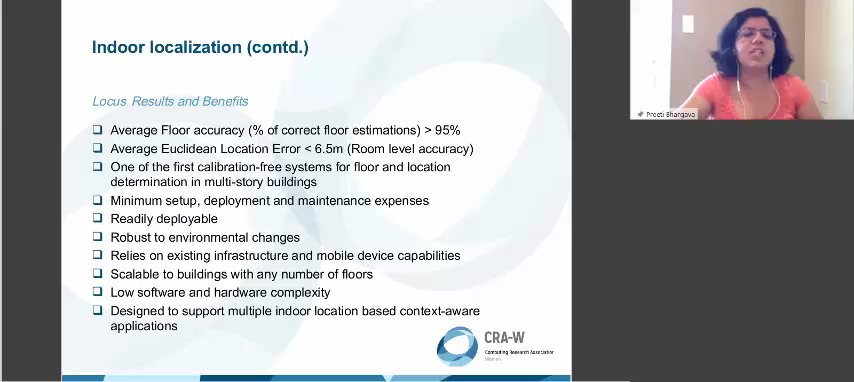 Indoor localization (contd.)
Locus Results and Benefits
Average Floor accuracy (% of correct floor estimations) > 95%
Average Euclidean Location Error < 6.5m (Room level accuracy)
One of the first calibration-free systems for floor and location
determination in multi-story buildings
Minimum setup, deployment and maintenance expenses
Readily deployable
Robust to environmental changes
Relies on existing infrastructure and mobile device capabilities
Scalable to buildings with any number of floors
Low software and hardware complexity
Designed to support multiple indoor location based context-aware
applications
CRA-W
Computing Research Association
Women
Preeti Bhargava